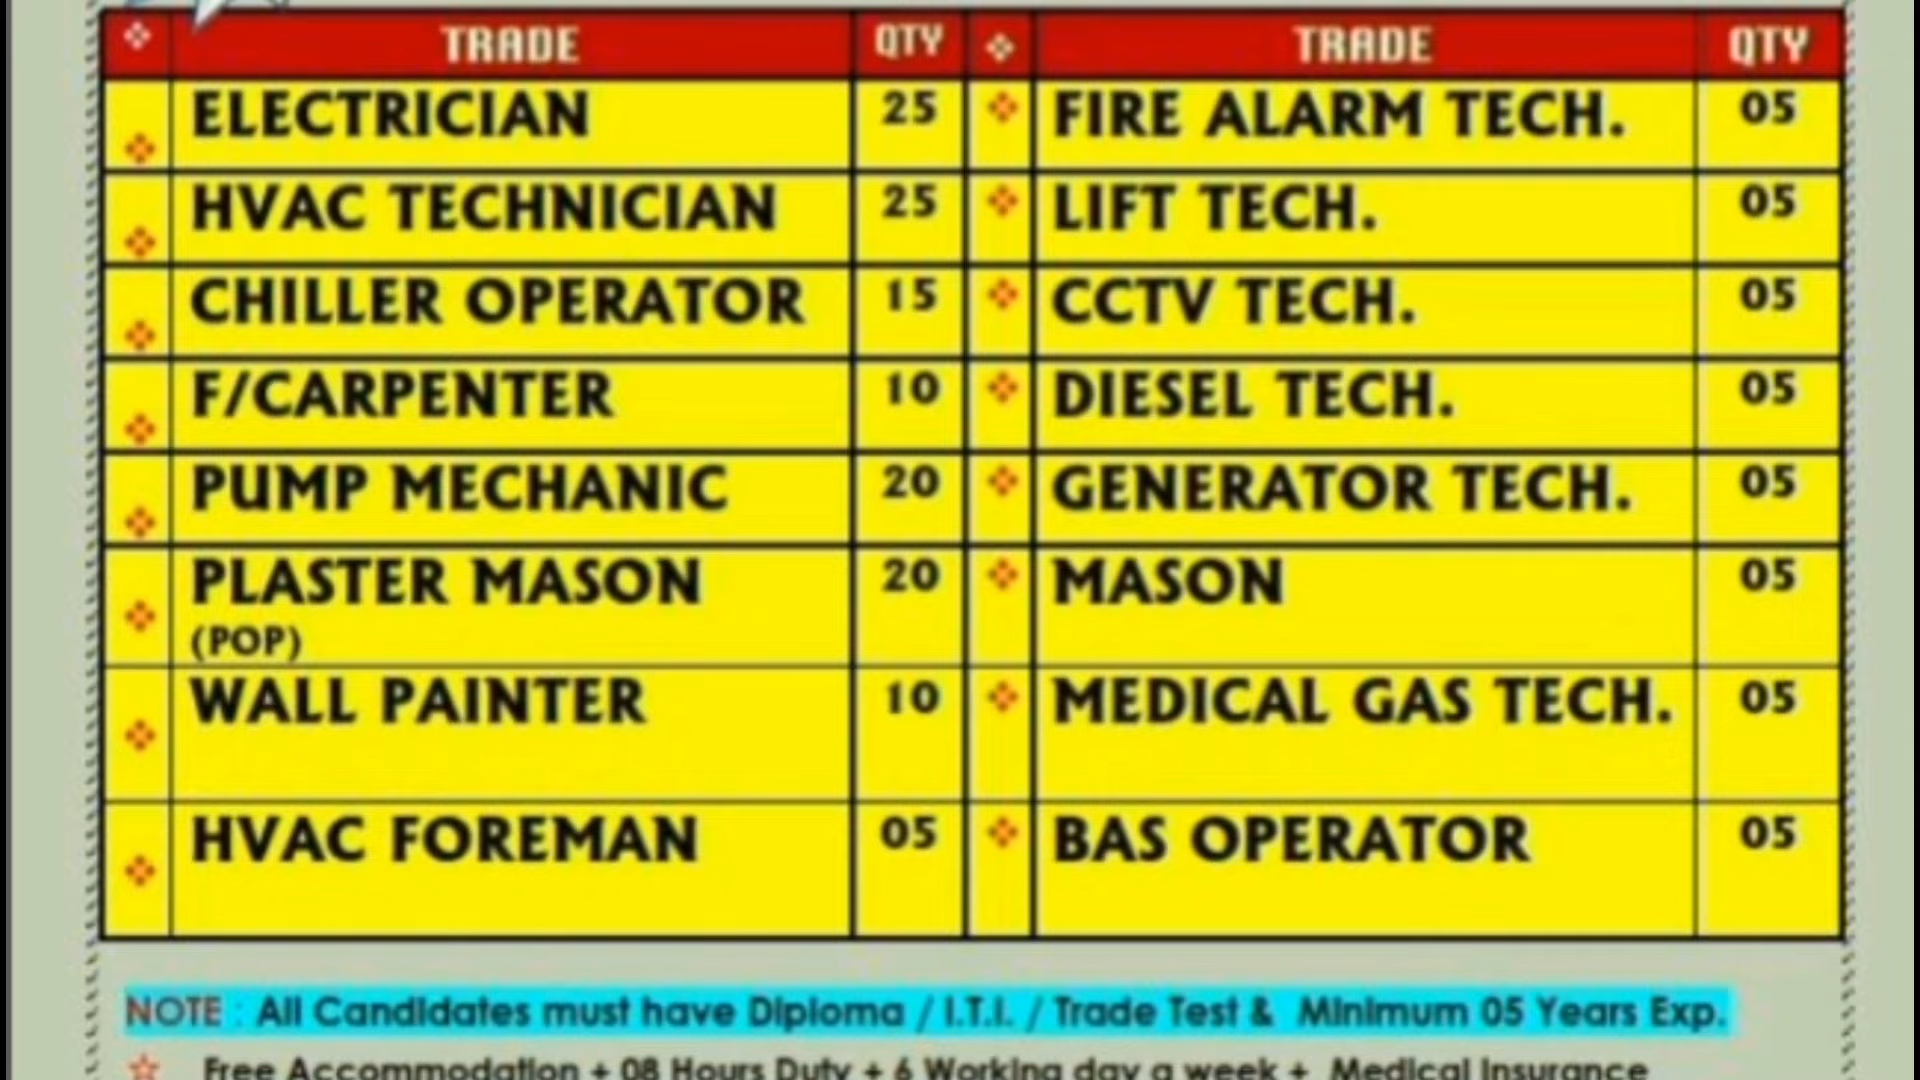 TRADE QTY TRADE QTY
ELECTRICIAN 25 FIRE ALARM TECH. 05
HVAC TECHNICIAN 25 LIFT TECH. 05
CHILLER OPERATOR 15 CCTV TECH. 05
F/CARPENTER 10 DIESEL TECH. 05
PUMP MECHANIC 20 GENERATOR TECH. 05
PLASTER MASON 20 MASON 05
(POP)
WALL PAINTER 10 MEDICAL GAS TECH. 05
HVAC FOREMAN 05 BAS OPERATOR 05
NOTE : All Candidates must have Diploma / I.T.I. / Trade Test & Minimum 05 Years Exp.
Free Accommodation + 08 Hours Duty + 6 Working day a week + Medical Insurance